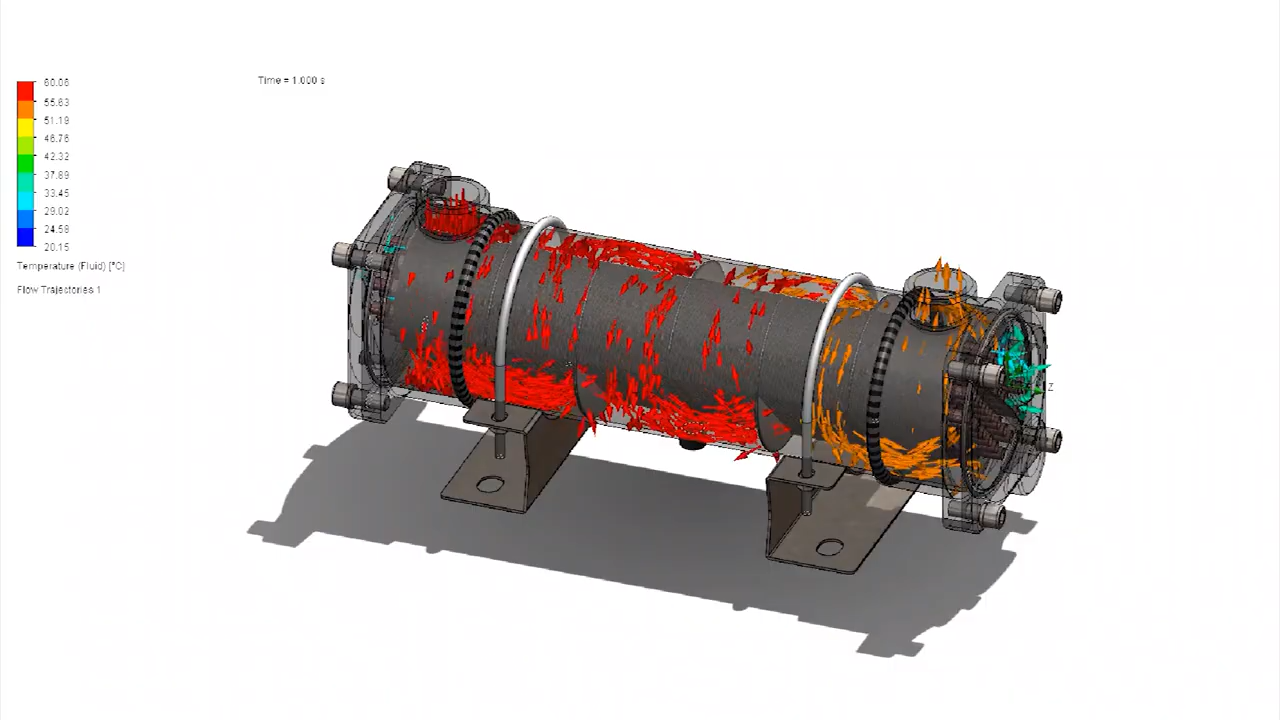 Time = 1.000 s
60.06
55.63
51.19
46.76
42.32
37.89
33.45
29.02
24.58
20.15
Temperature (Fluid) [°C]
Flow Trajectories 1
Z